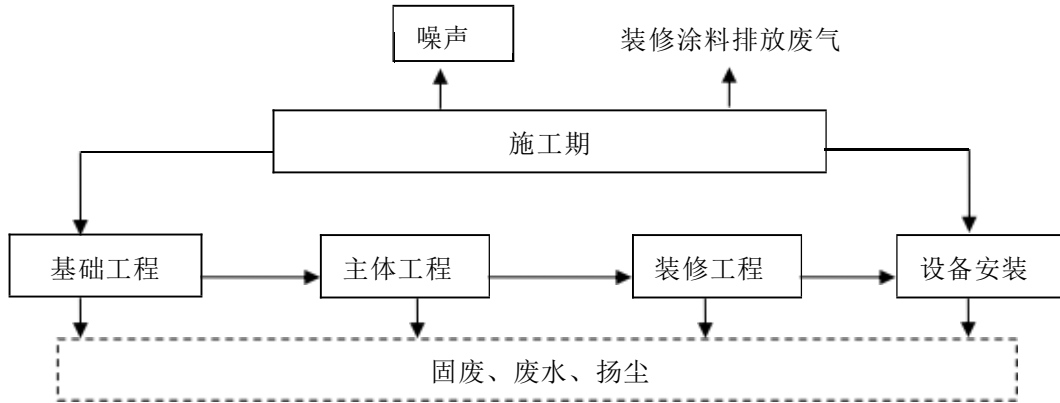 噪声
装修涂料排放废气
施工期
基础工程
主体工程
装修工程
设备安装
固废、废水、扬尘